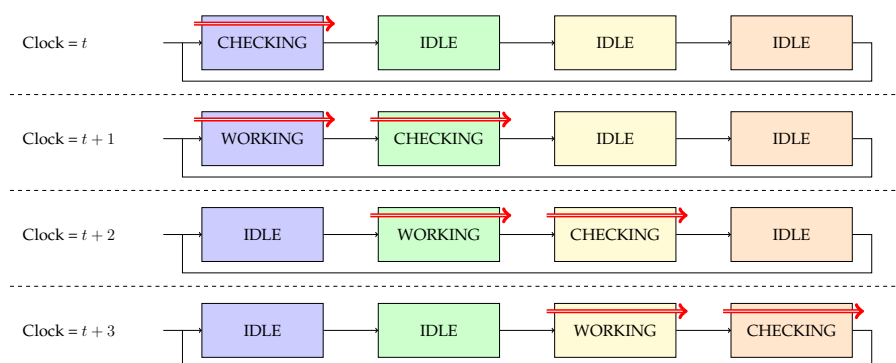 Clock = t CHECKING IDLE IDLE IDLE
Clock = t + 1 WORKING CHECKING IDLE IDLE
Clock = t + 2 IDLE WORKING CHECKING IDLE
Clock = t + 3 IDLE IDLE WORKING CHECKING